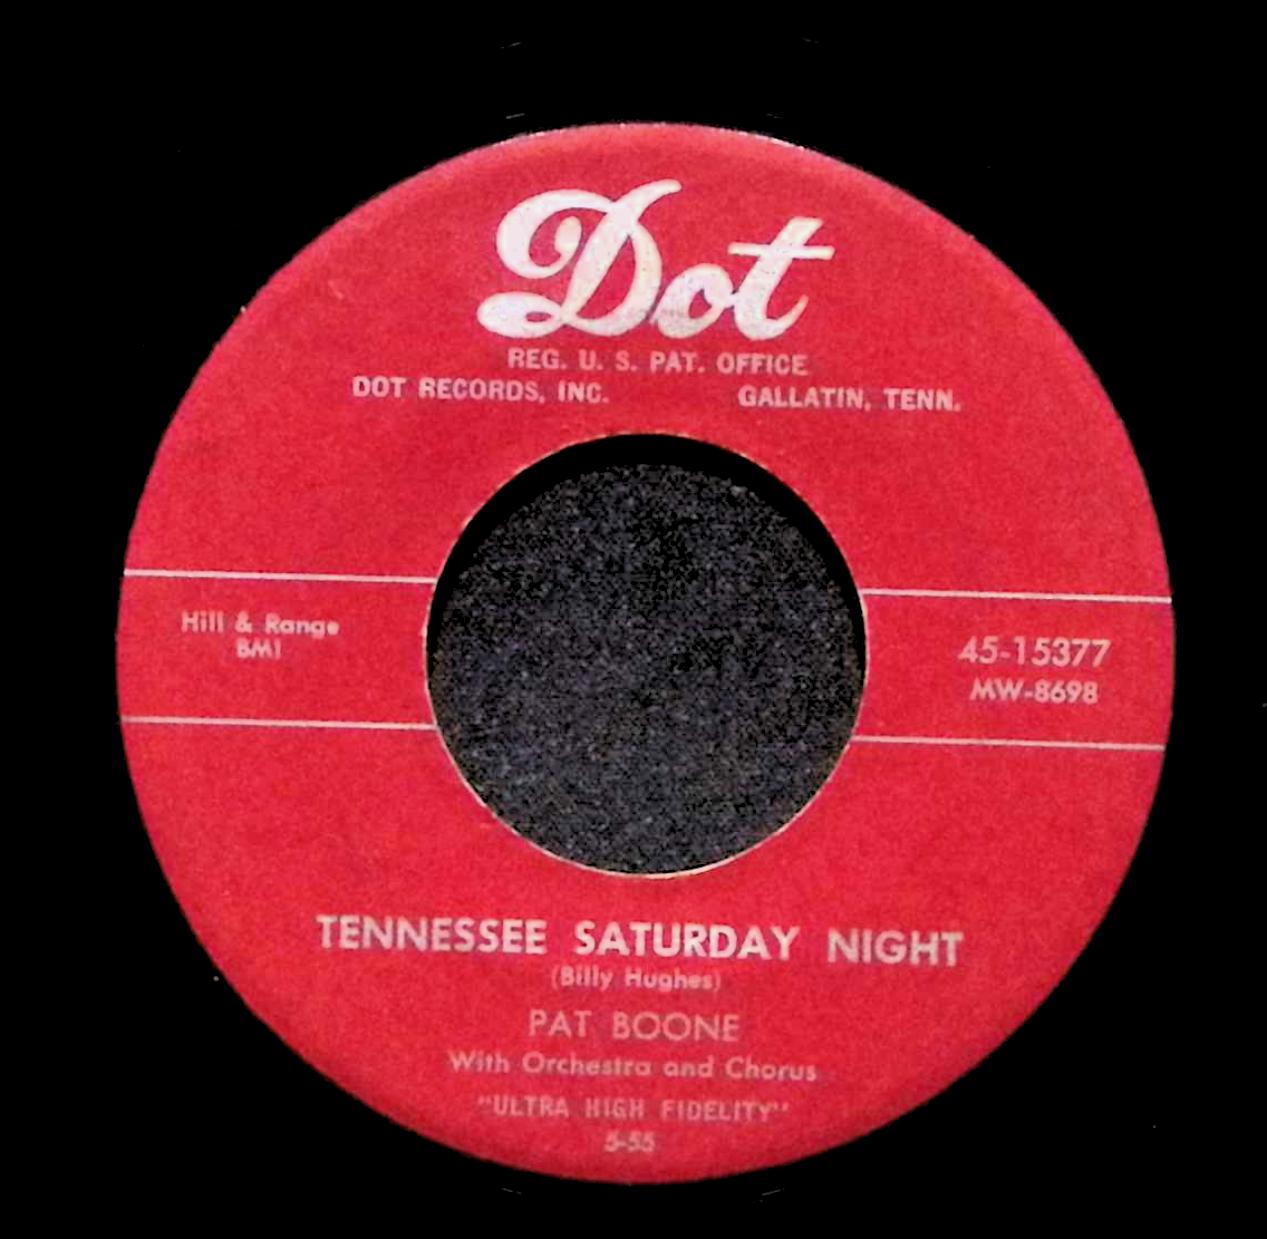 Dot
REG. U. S. PAT. OFFICE
DOT RECORDS, INC. GALLATIN, TENN.
Hill & Range
BMI
45-15377
MW-8698
TENNESSEE SATURDAY NIGHT
(Billy Hughes)
PAT BOONE
With Orchestra and Chorus
"ULTRA HIGH FIDELITY"
5-55